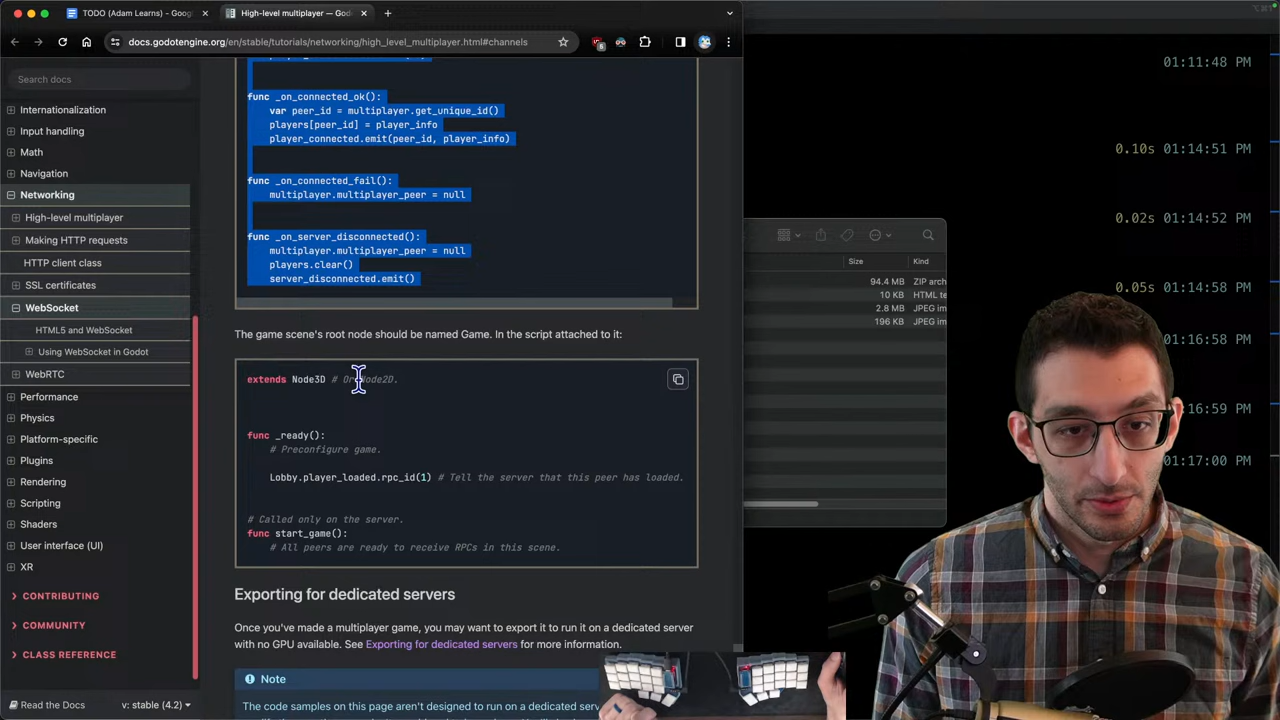 TODO (Adam Learns) - Goog
High-level multiplayer — Godo
docs.godotengine.org/en/stable/tutorials/networking/high_level_multiplayer.html#channels
Search docs
Internationalization
Input handling
Math
Navigation
Networking
High-level multiplayer
Making HTTP requests
HTTP client class
SSL certificates
WebSocket
HTML5 and WebSocket
Using WebSocket in Godot
WebRTC
Performance
Physics
Platform-specific
Plugins
Rendering
Scripting
Shaders
User interface (UI)
XR
CONTRIBUTING
COMMUNITY
CLASS REFERENCE
Read the Docs
v: stable (4.2)
func _on_connected_ok():
var peer_id = multiplayer.get_unique_id()
players[peer_id] = player_info
player_connected.emit(peer_id, player_info)
func _on_connected_fail():
multiplayer.multiplayer_peer = null
func _on_server_disconnected():
multiplayer.multiplayer_peer = null
players.clear()
server_disconnected.emit()
The game scene's root node should be named Game. In the script attached to it:
extends Node3D # Or Node2D.
func _ready():
# Preconfigure game.
Lobby.player_loaded.rpc_id(1) # Tell the server that this peer has loaded.
# Called only on the server.
func start_game():
# All peers are ready to receive RPCs in this scene.
Exporting for dedicated servers
Once you've made a multiplayer game, you may want to export it to run it on a dedicated server
with no GPU available. See Exporting for dedicated servers for more information.
Note
The code samples on this page aren't designed to run on a dedicated serve
Size
Kind
94.4 MB ZIP arch
10 KB HTML te
2.8 MB JPEG im
196 KB JPEG im
01:11:48 PM
0.10s 01:14:51 PM
0.02s 01:14:52 PM
0.05s 01:14:58 PM
01:16:58 PM
:16:59 PM
01:17:00 PM